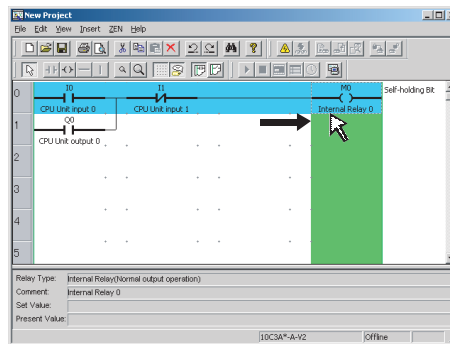 New Project
File Edit View Insert ZEN Help
0 I0 I1 M0 Self-holding Bit
CPU Unit input 0 CPU Unit input 1 Internal Relay 0
1 Q0
CPU Unit output 0
2
3
4
5
Relay Type: Internal Relay(Normal output operation)
Comment: Internal Relay 0
Set Value:
Present Value:
10C3A*-A-V2 Offline